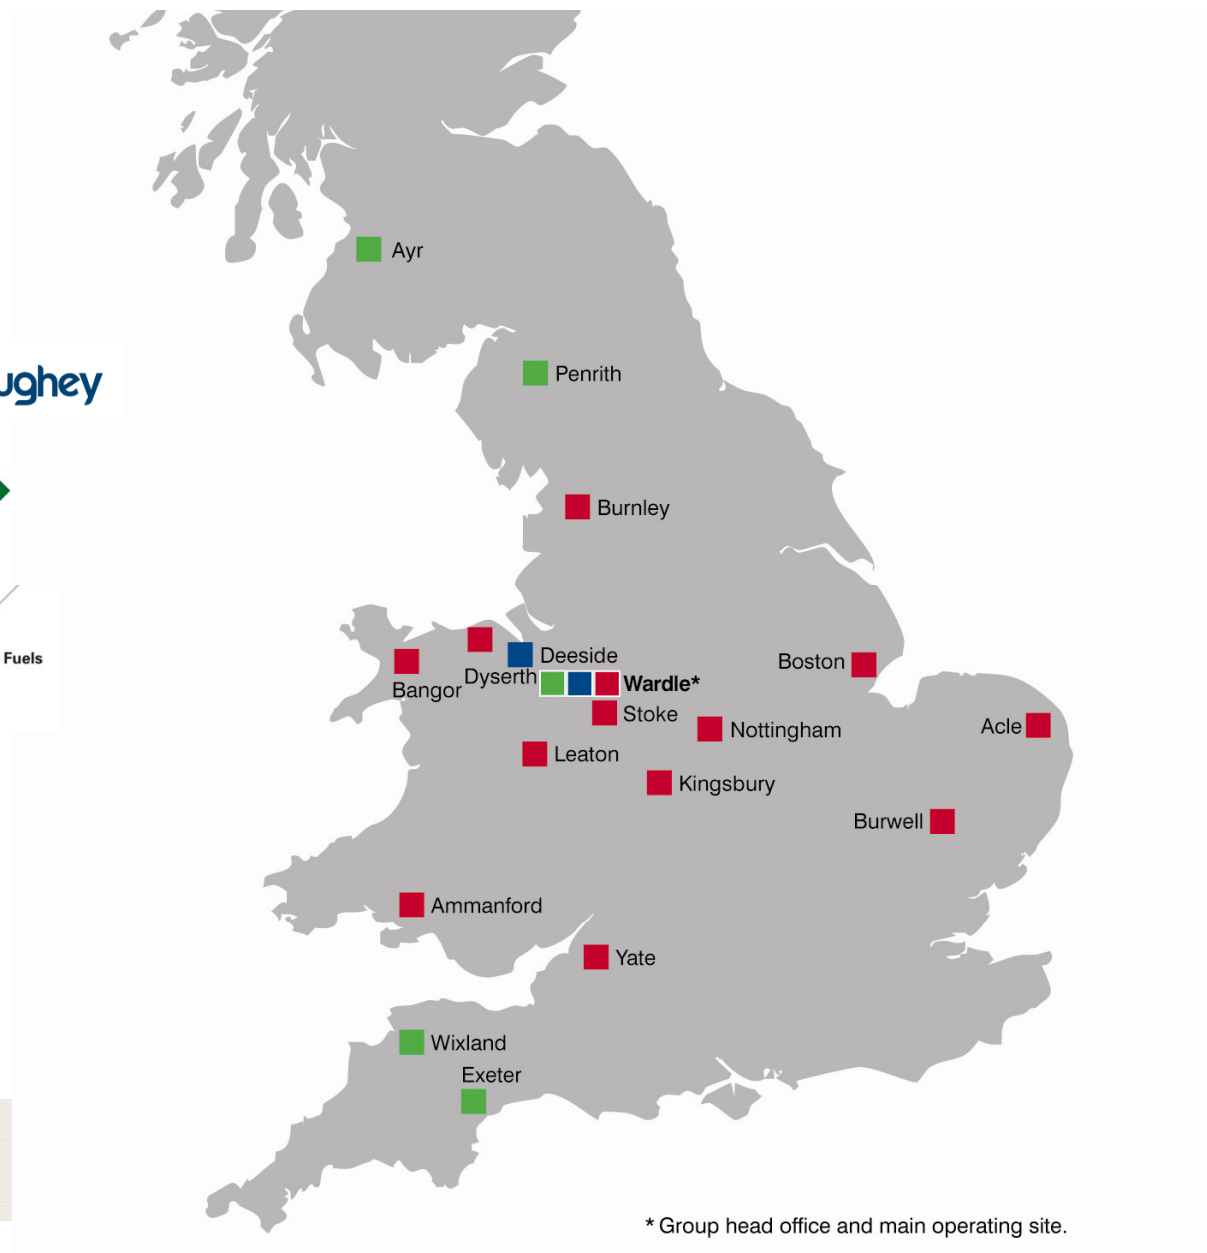 Ayr
ughey
Penrith
Burnley
Fuels
Deeside
Boston
Dyserth
Bangor
Wardle*
Stoke
Nottingham
Acle
Leaton
Kingsbury
Burwell
Ammanford
Yate
Wixland
Exeter
* Group head office and main operating site.